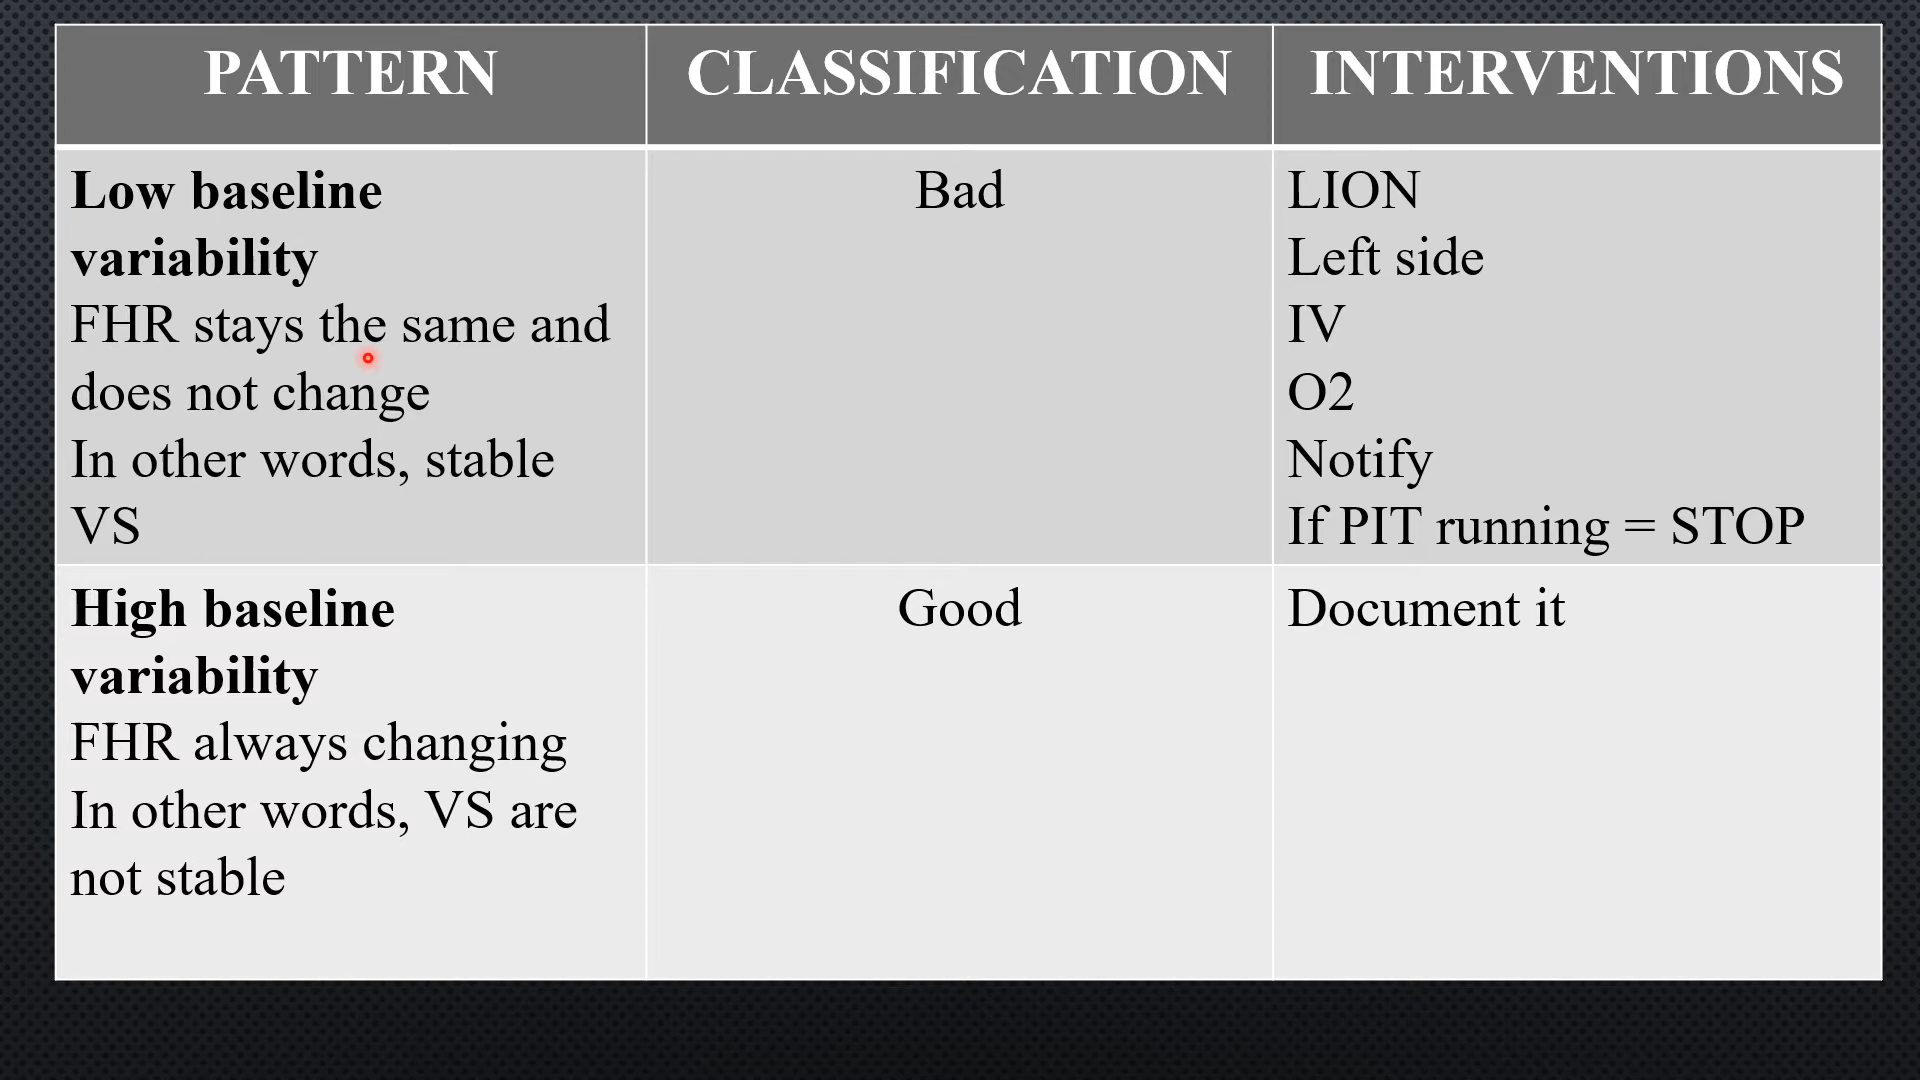 PATTERN
CLASSIFICATION
INTERVENTIONS
Low baseline
variability
FHR stays the same and
does not change
In other words, stable
VS
Bad
LION
Left side
IV
O2
Notify
If PIT running = STOP
High baseline
variability
FHR always changing
In other words, VS are
not stable
Good
Document it